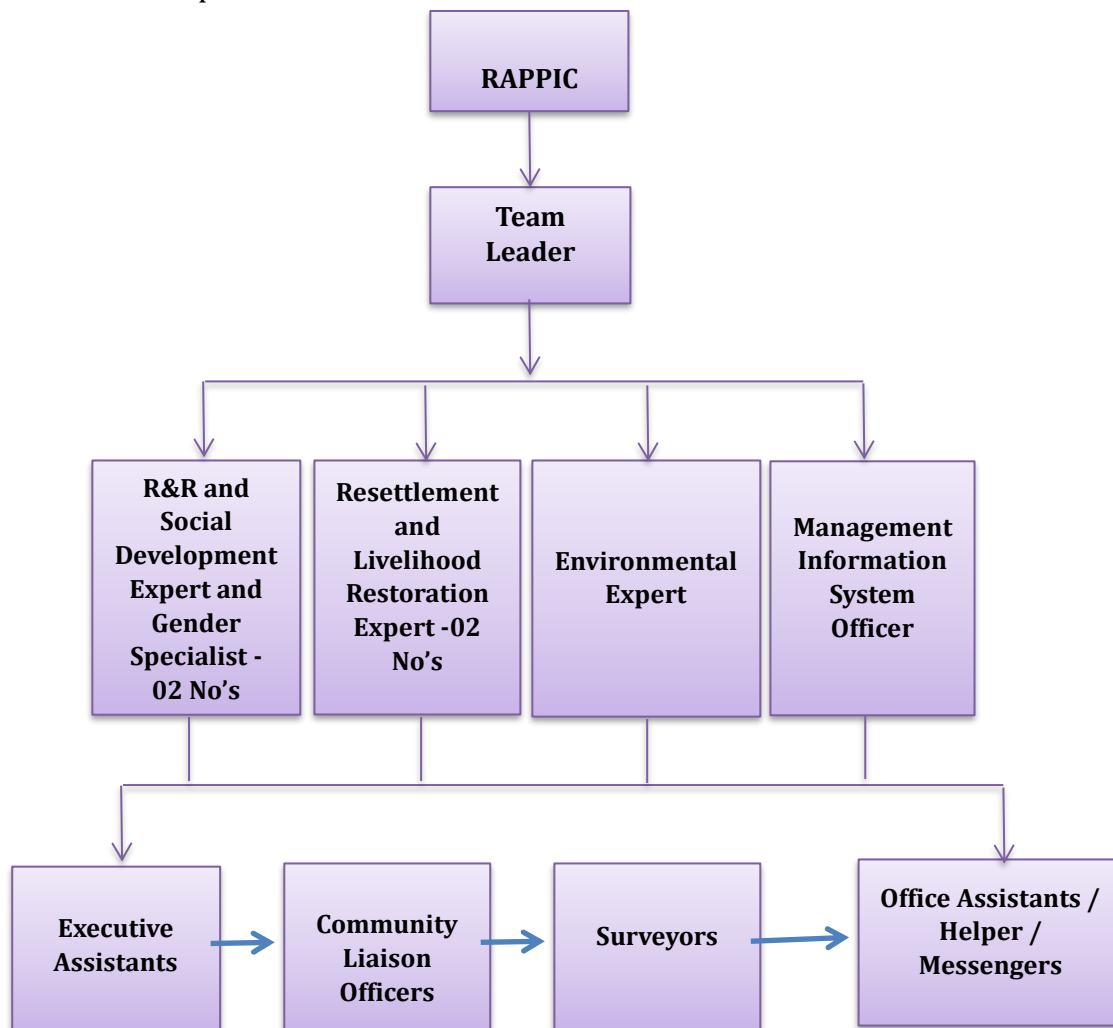 RAPPIC
Team
Leader
R&R and
Social
Development
Expert and
Gender
Specialist -
02 No’s
Resettlement
and
Livelihood
Restoration
Expert -02
No’s
Environmental
Expert
Management
Information
System
Officer
Executive
Assistants
Community
Liaison
Officers
Surveyors
Office Assistants /
Helper /
Messengers